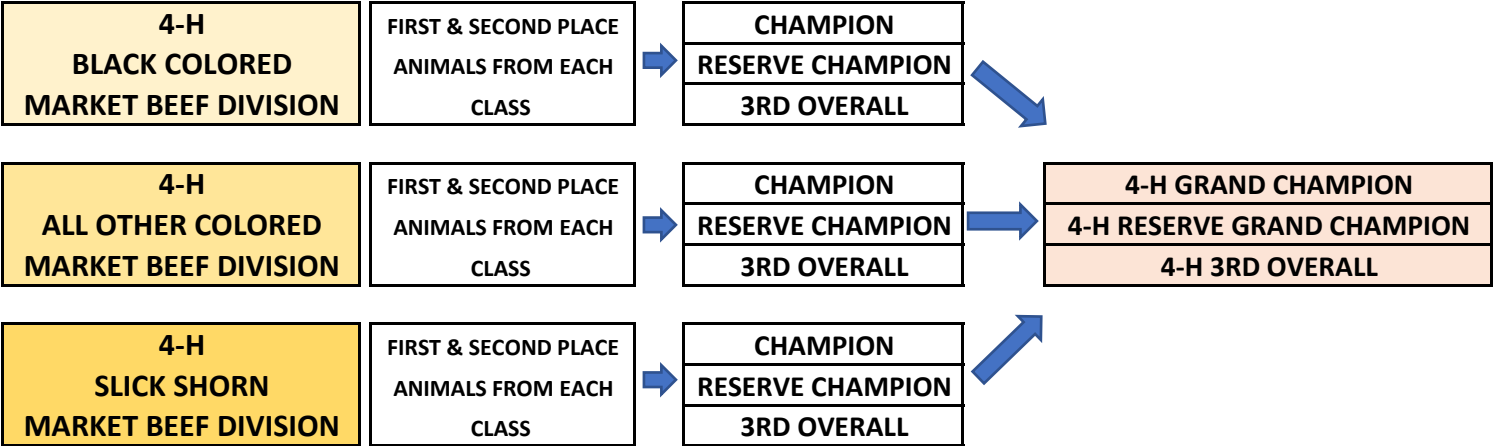 4-H
BLACK COLORED
MARKET BEEF DIVISION
FIRST & SECOND PLACE
ANIMALS FROM EACH
CLASS
CHAMPION
RESERVE CHAMPION
3RD OVERALL
4-H
ALL OTHER COLORED
MARKET BEEF DIVISION
FIRST & SECOND PLACE
ANIMALS FROM EACH
CLASS
CHAMPION
RESERVE CHAMPION
3RD OVERALL
4-H GRAND CHAMPION
4-H RESERVE GRAND CHAMPION
4-H 3RD OVERALL
4-H
SLICK SHORN
MARKET BEEF DIVISION
FIRST & SECOND PLACE
ANIMALS FROM EACH
CLASS
CHAMPION
RESERVE CHAMPION
3RD OVERALL